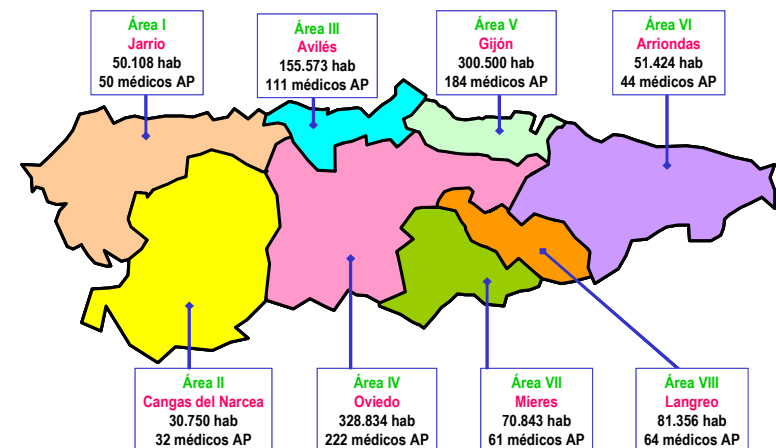 Área I
Jarrio
50.108 hab
50 médicos AP
Área III
Avilés
155.573 hab
111 médicos AP
Área V
Gijón
300.500 hab
184 médicos AP
Área VI
Arriondas
51.424 hab
44 médicos AP
Área II
Cangas del Narcea
30.750 hab
32 médicos AP
Área IV
Oviedo
328.834 hab
222 médicos AP
Área VII
Mieres
70.843 hab
61 médicos AP
Área VIII
Langreo
81.356 hab
64 médicos AP